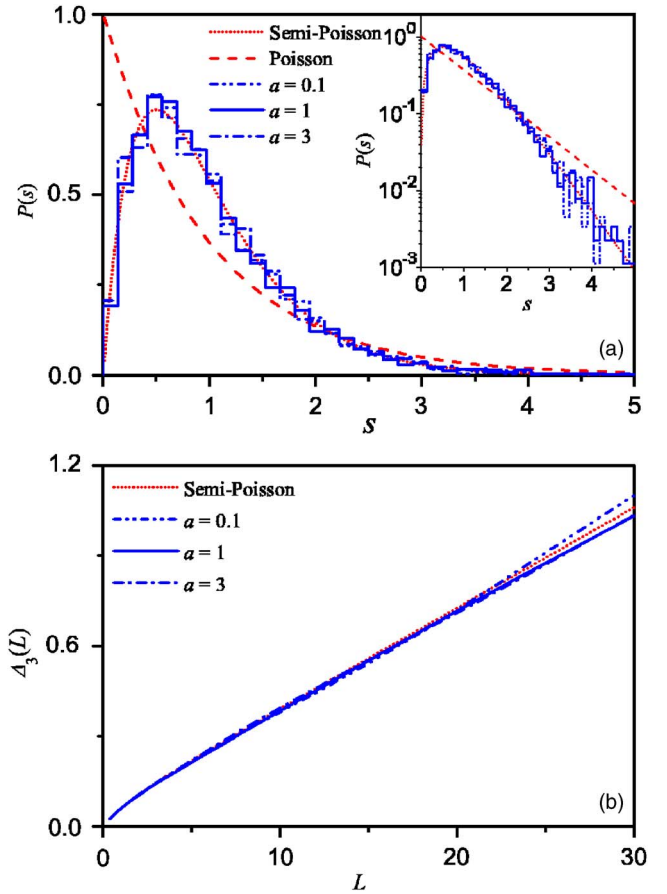 1.0
Semi-Poisson
Poisson
a = 0.1
a = 1
a = 3
0.5
P(s)
0.0
0 1 2 3 4 5
s
(a)
10^0
10^-1
10^-2
10^-3
P(s)
0 1 2 3 4
s
1.2
Semi-Poisson
a = 0.1
a = 1
a = 3
0.6
Δ_3(L)
0.0
0 10 20 30
L
(b)